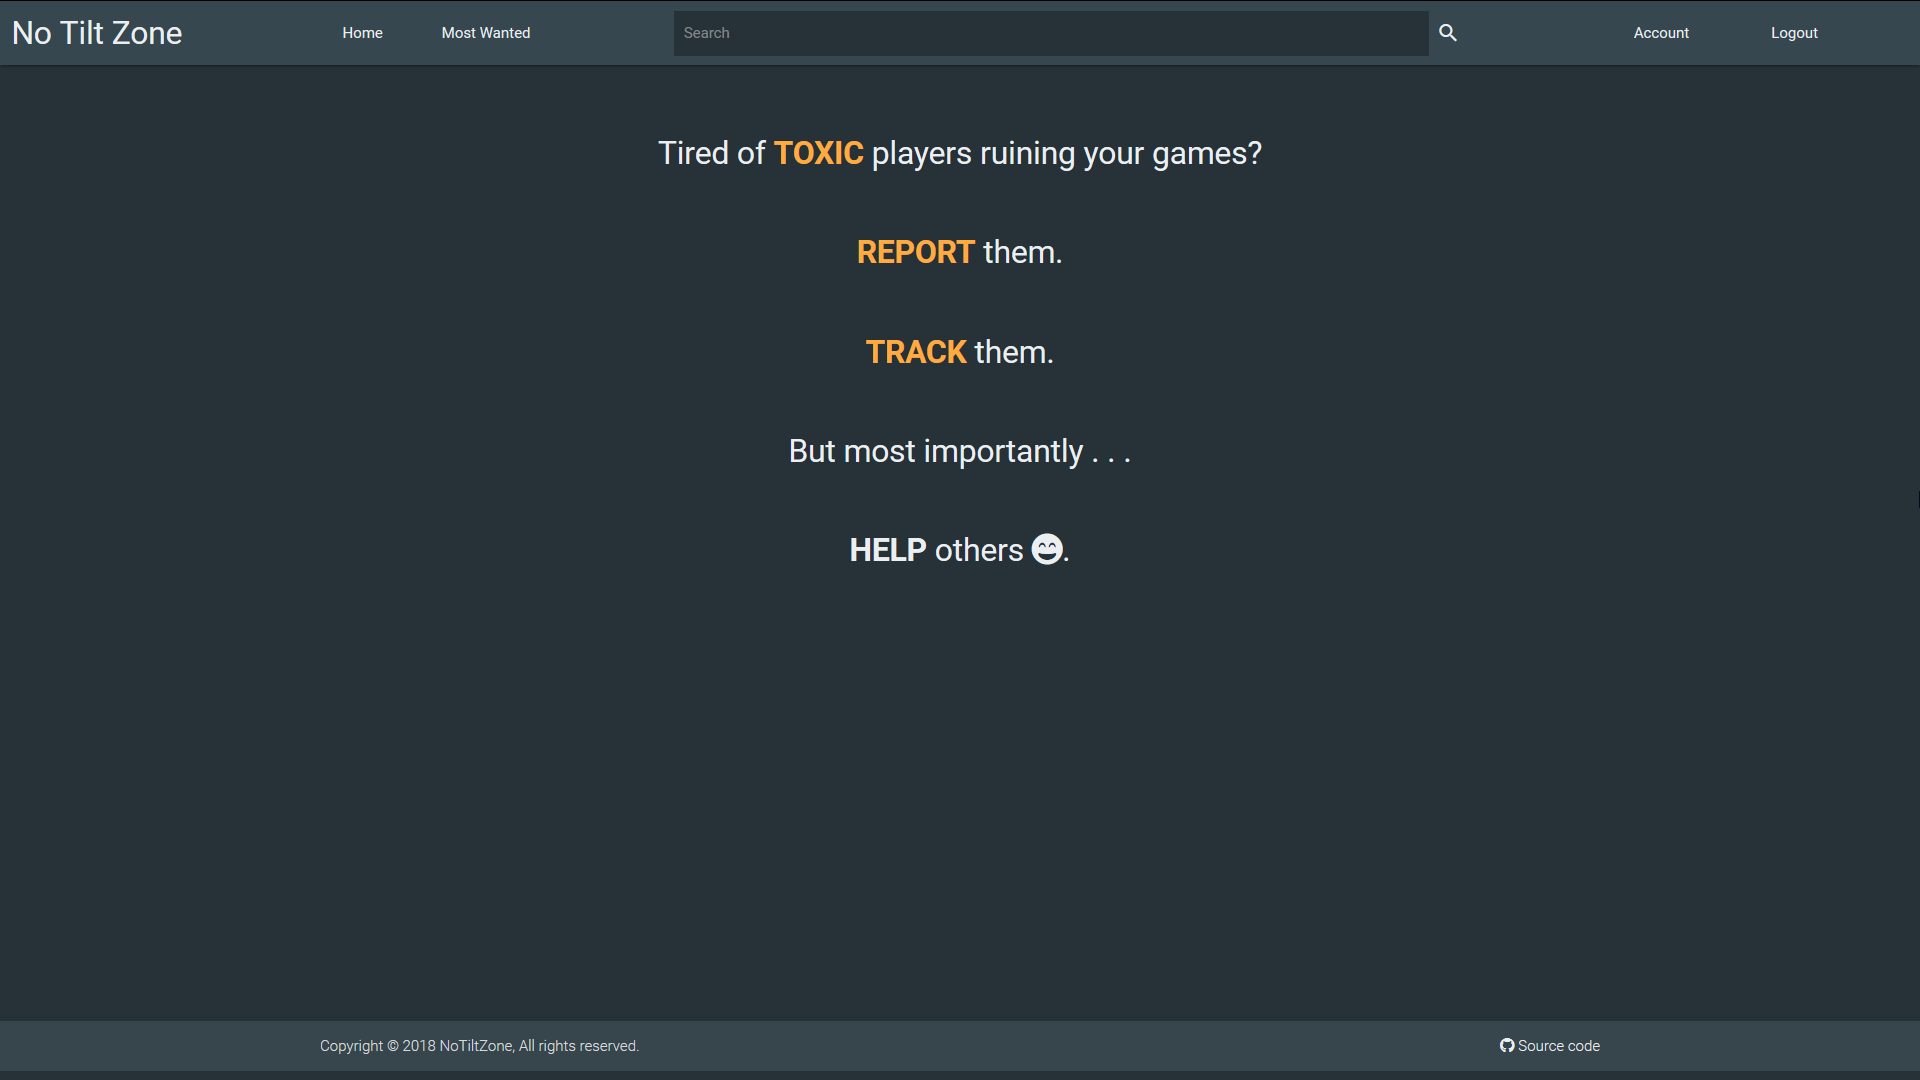 No Tilt Zone Home Most Wanted Search Account Logout
Tired of TOXIC players ruining your games?
REPORT them.
TRACK them.
But most importantly . . .
HELP others 😄.
Copyright © 2018 NoTiltZone, All rights reserved. Source code